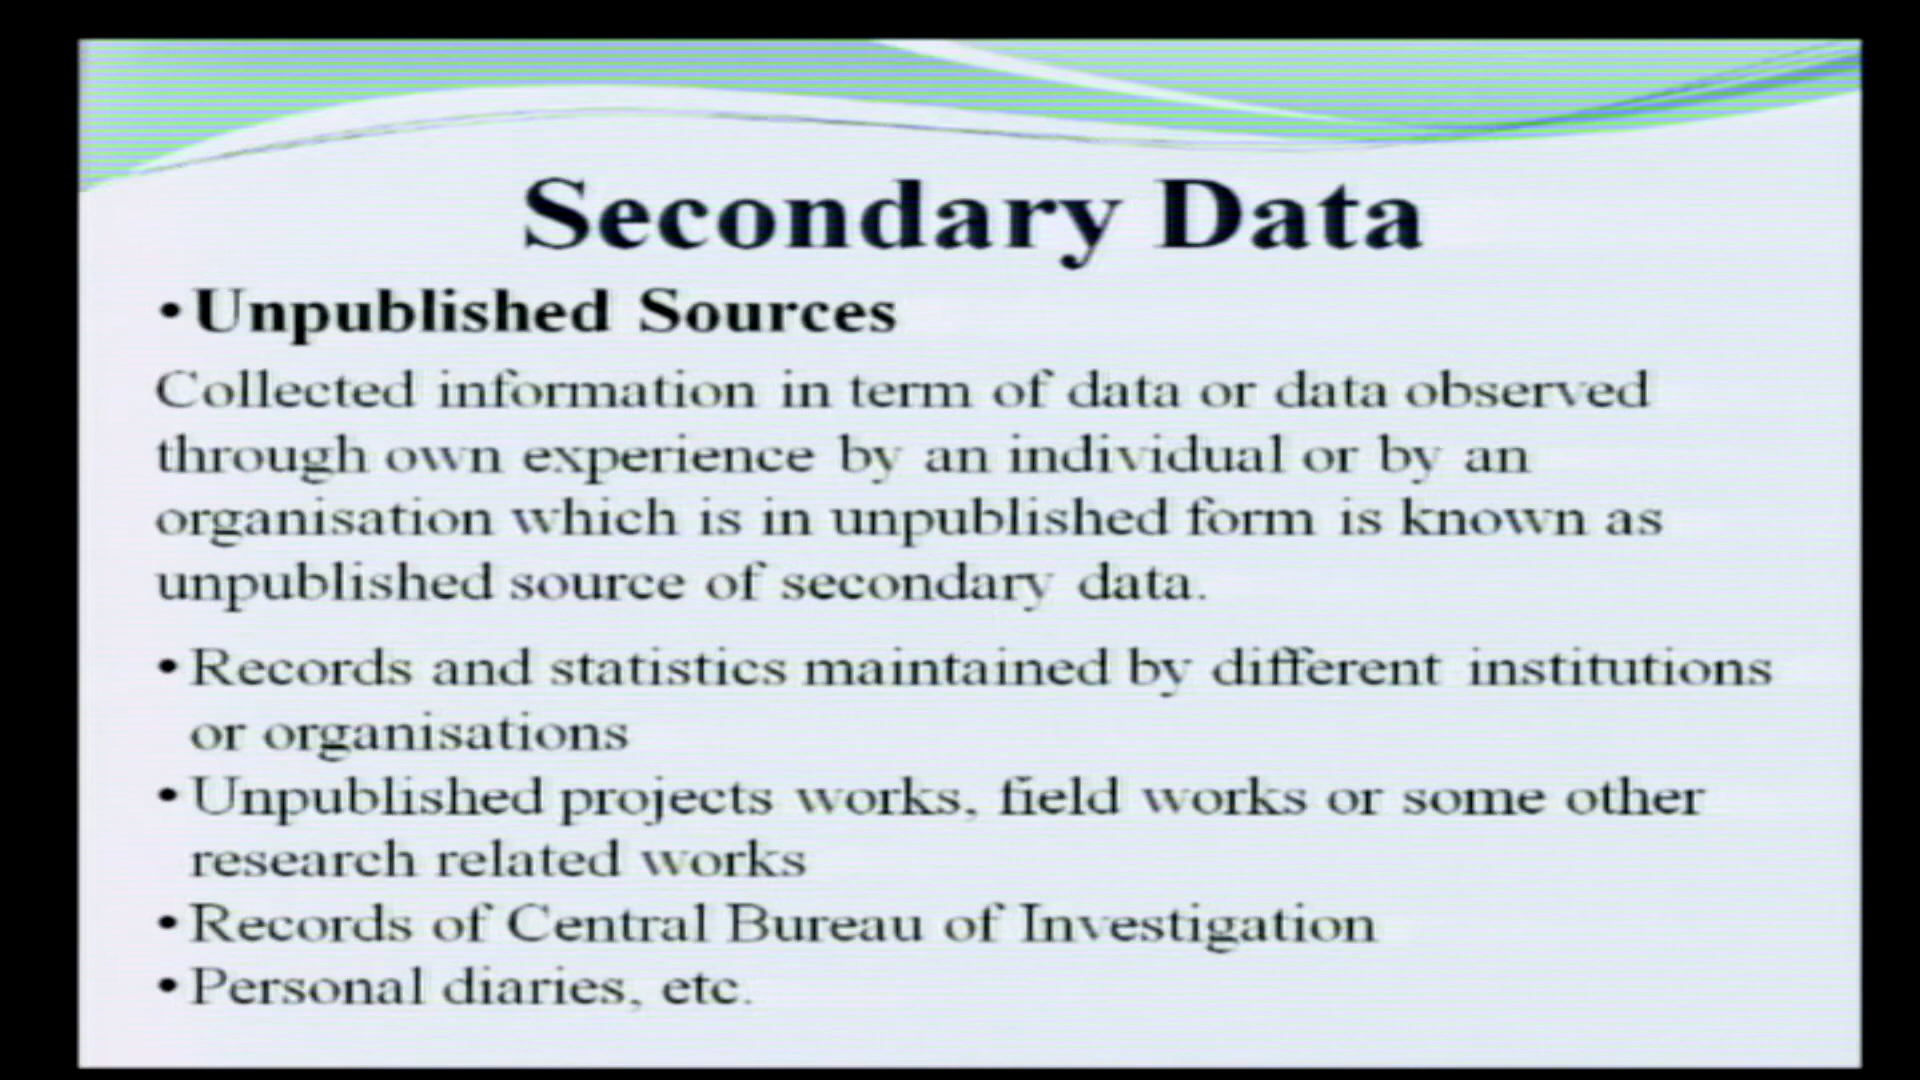 Secondary Data
•Unpublished Sources
Collected information in term of data or data observed
through own experience by an individual or by an
organisation which is in unpublished form is known as
unpublished source of secondary data.
•Records and statistics maintained by different institutions
or organisations
•Unpublished projects works, field works or some other
research related works
•Records of Central Bureau of Investigation
•Personal diaries, etc.